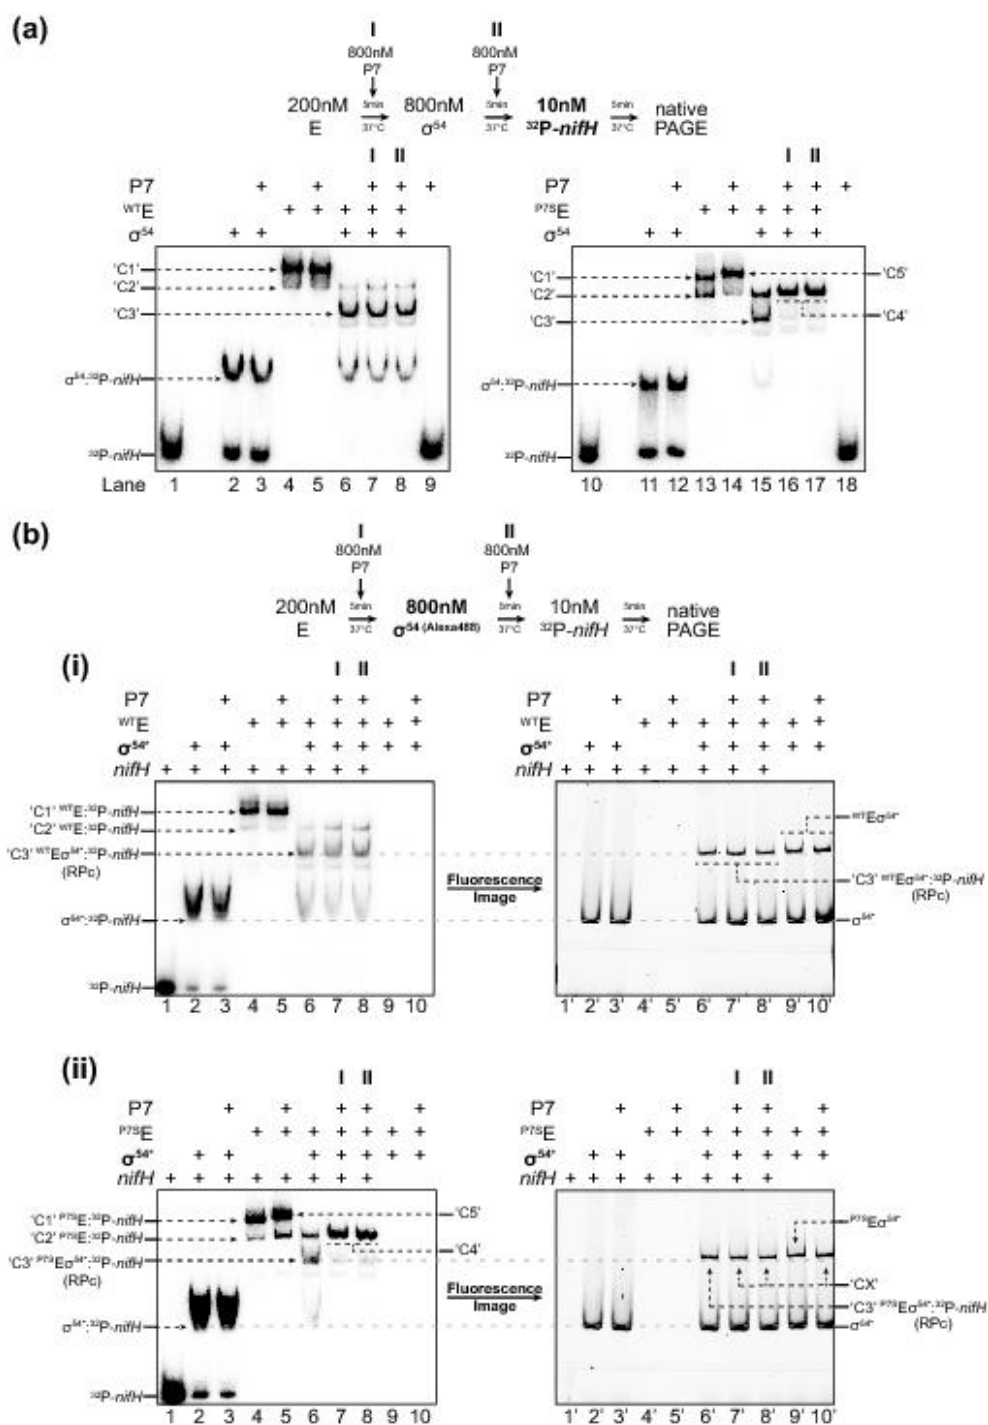 (a)
I II
800nM 800nM
P7 P7
200nM 5min 800nM 5min 10nM 5min native
E 37°C σ⁵⁴ 37°C ³²P-nifH 37°C PAGE
I II I II
P7 + + + + + P7 + + + + +
ᵂᵀE + + + + + ᴾ⁷ˢE + + + + +
σ⁵⁴ + + + + + σ⁵⁴ + + + + +
'C1' 'C1' 'C5'
'C2' 'C2'
'C3' 'C3' 'C4'
σ⁵⁴:³²P-nifH σ⁵⁴:³²P-nifH
³²P-nifH ³²P-nifH
Lane 1 2 3 4 5 6 7 8 9 10 11 12 13 14 15 16 17 18
(b)
I II
800nM 800nM
P7 P7
200nM 5min 800nM 5min 10nM 5min native
E 37°C σ⁵⁴ (Alexa488) 37°C ³²P-nifH 37°C PAGE
(i)
I II I II
P7 + + + + + P7 + + + + +
ᵂᵀE + + + + + + + ᵂᵀE + + + + + + +
σ⁵⁴* + + + + + + + σ⁵⁴* + + + + + + +
nifH + + + + + + + + nifH + + + + + + + +
'C1' ᵂᵀE:³²P-nifH
'C2' ᵂᵀE:³²P-nifH ᵂᵀEσ⁵⁴*
'C3' ᵂᵀEσ⁵⁴*:³²P-nifH
(RPc)
Fluorescence 'C3' ᵂᵀEσ⁵⁴*:³²P-nifH
Image (RPc)
σ⁵⁴*:³²P-nifH σ⁵⁴*
³²P-nifH
1 2 3 4 5 6 7 8 9 10 1' 2' 3' 4' 5' 6' 7' 8' 9' 10'
(ii)
I II I II
P7 + + + + + P7 + + + + +
ᴾ⁷ˢE + + + + + + + ᴾ⁷ˢE + + + + + + +
σ⁵⁴* + + + + + + + σ⁵⁴* + + + + + + +
nifH + + + + + + + + nifH + + + + + + + +
'C1' ᴾ⁷ˢE:³²P-nifH 'C5' ᴾ⁷ˢEσ⁵⁴*
'C2' ᴾ⁷ˢE:³²P-nifH 'C4'
'C3' ᴾ⁷ˢEσ⁵⁴*:³²P-nifH
(RPc) 'CX'
Fluorescence 'C3' ᴾ⁷ˢEσ⁵⁴*:³²P-nifH
Image (RPc)
σ⁵⁴*:³²P-nifH σ⁵⁴*
³²P-nifH
1 2 3 4 5 6 7 8 9 10 1' 2' 3' 4' 5' 6' 7' 8' 9' 10'